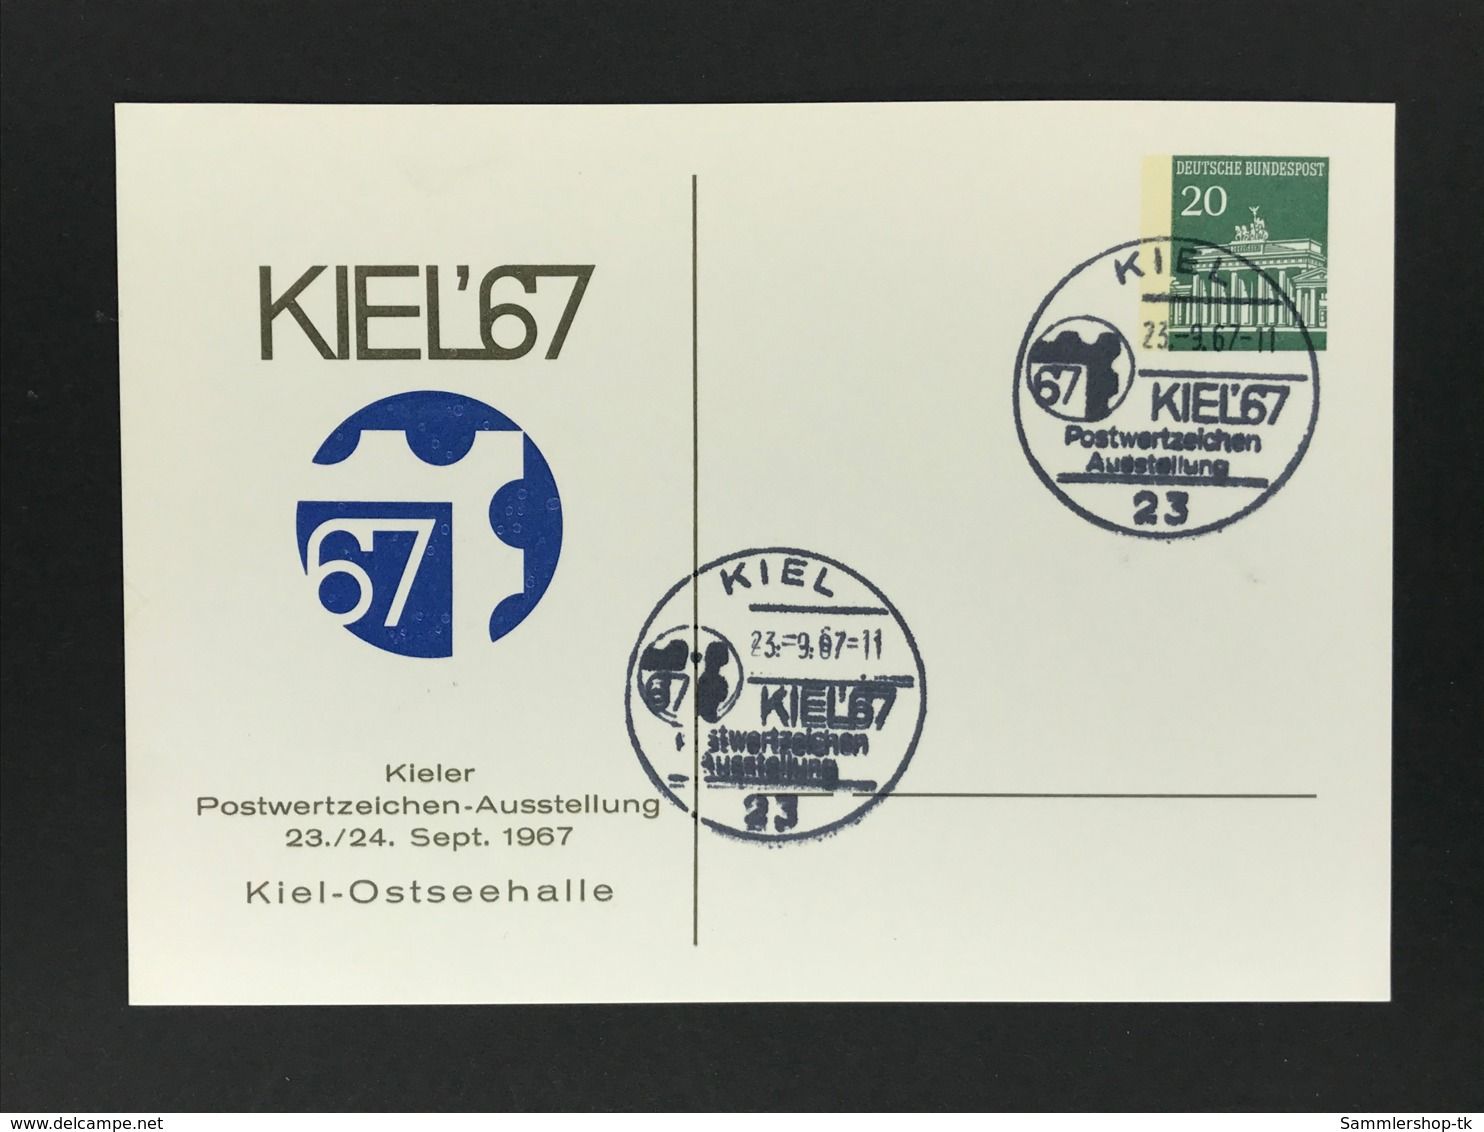 KIEL'67
67
Kieler
Postwertzeichen-Ausstellung
23./24. Sept. 1967
Kiel-Ostseehalle
DEUTSCHE BUNDESPOST
20
KIEL
23.-9.67-11
67
KIEL'67
Postwertzeichen
Ausstellung
23
KIEL
23.-9.67-11
67
KIEL'67
stwertzeichen
Ausstellung
23
www.delcampe.net
Sammlershop-tk